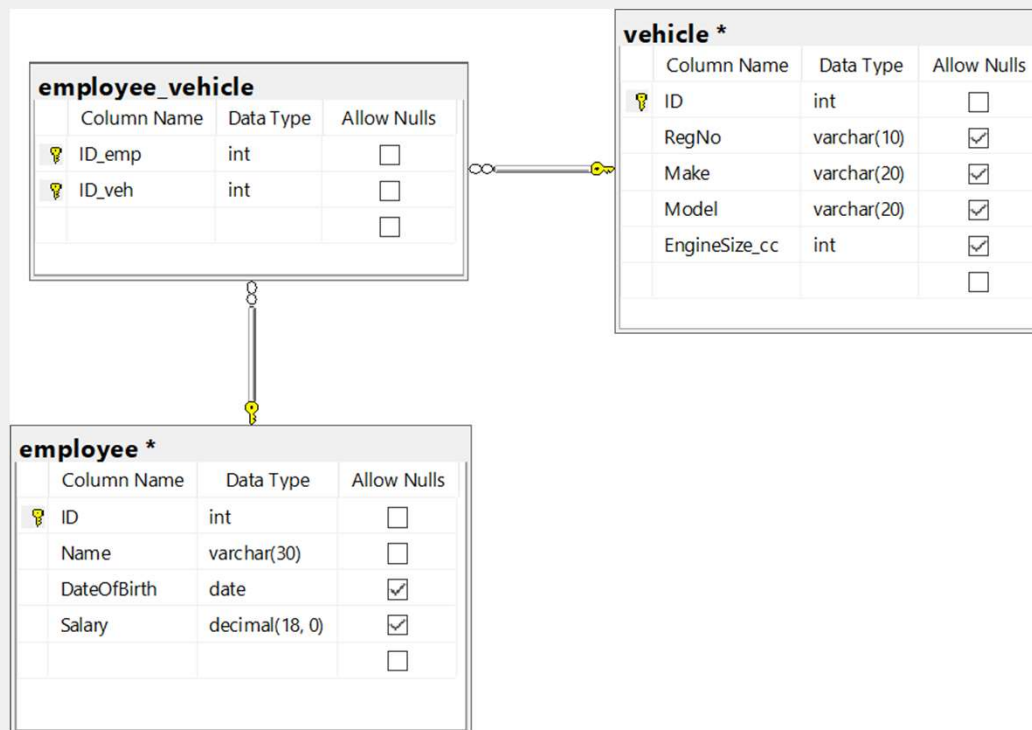 employee_vehicle
Column Name Data Type Allow Nulls
ID_emp int
ID_veh int
vehicle *
Column Name Data Type Allow Nulls
ID int
RegNo varchar(10)
Make varchar(20)
Model varchar(20)
EngineSize_cc int
employee *
Column Name Data Type Allow Nulls
ID int
Name varchar(30)
DateOfBirth date
Salary decimal(18, 0)